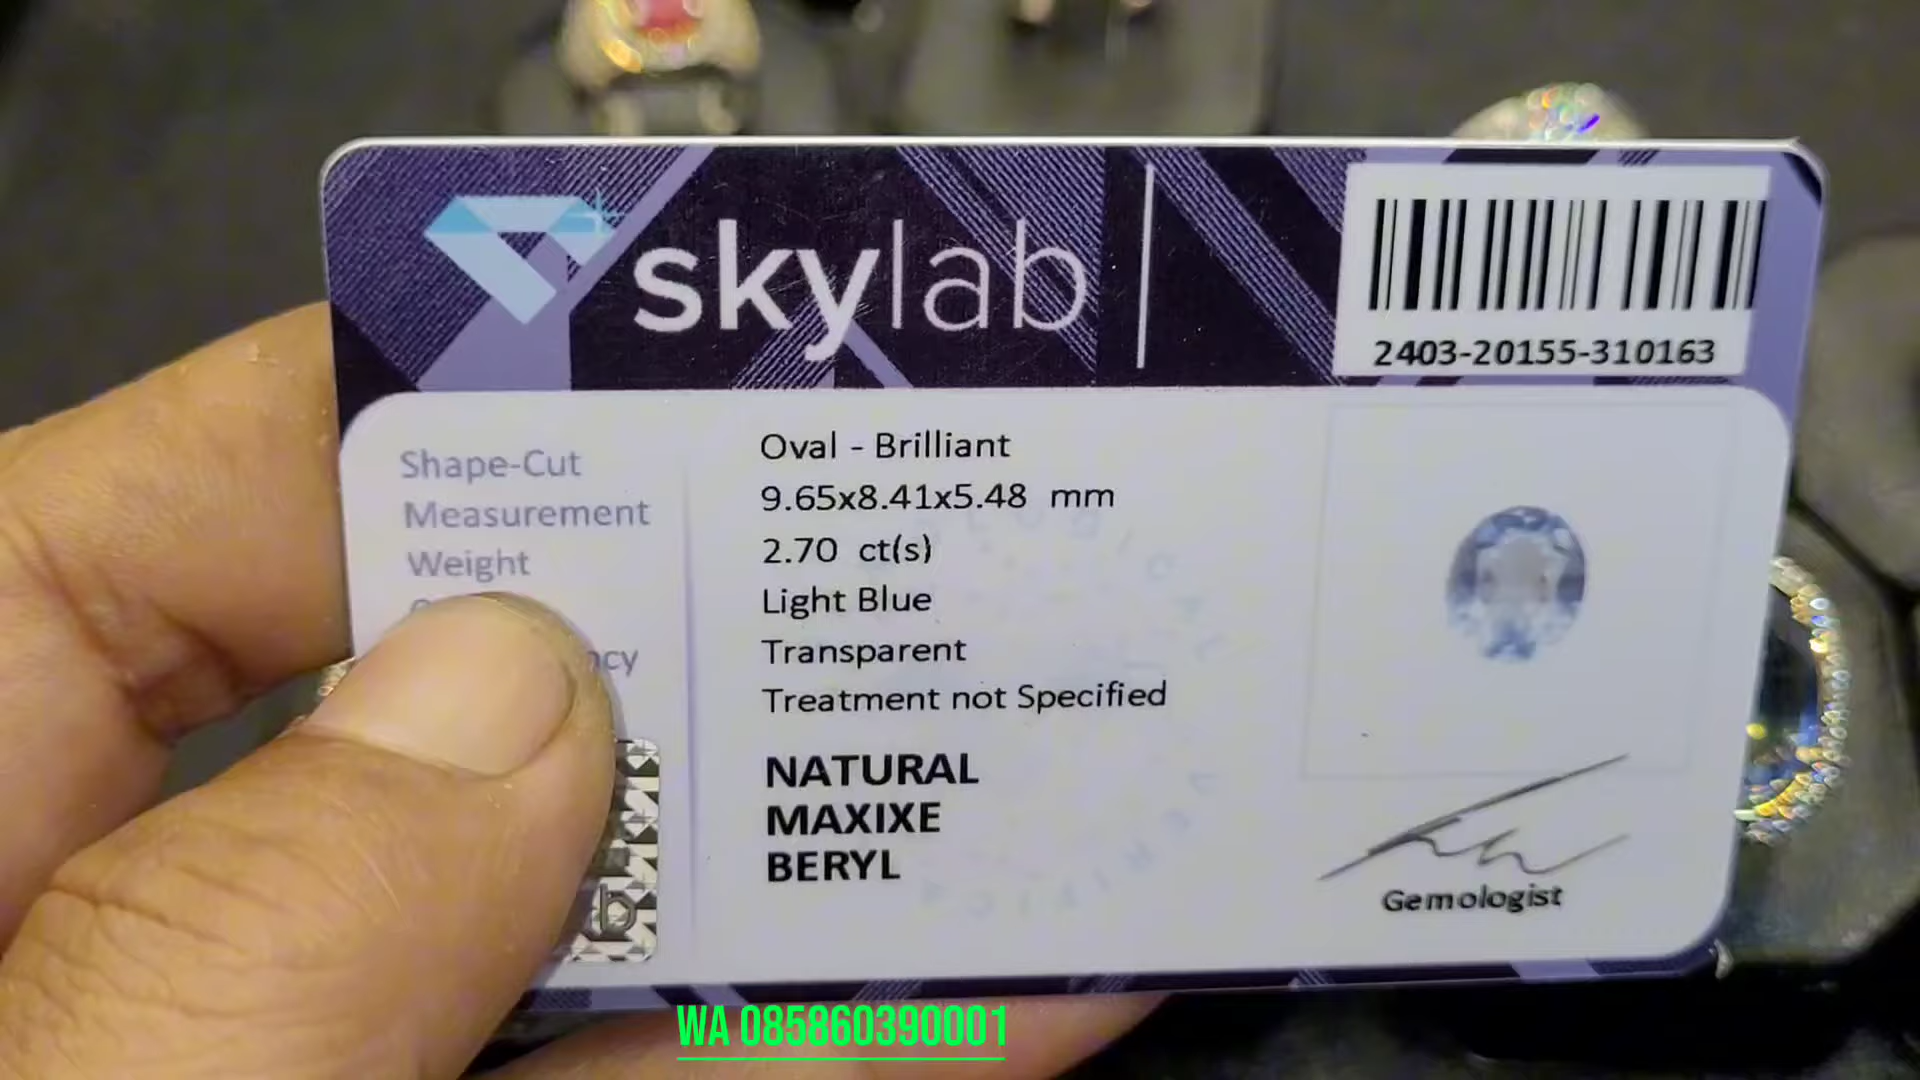 skylab
2403-20155-310163
Shape-Cut
Oval - Brilliant
Measurement
9.65x8.41x5.48 mm
Weight
2.70 ct(s)
Light Blue
Transparent
Treatment not Specified
NATURAL
MAXIXE
BERYL
Gemologist
WA 085860390001